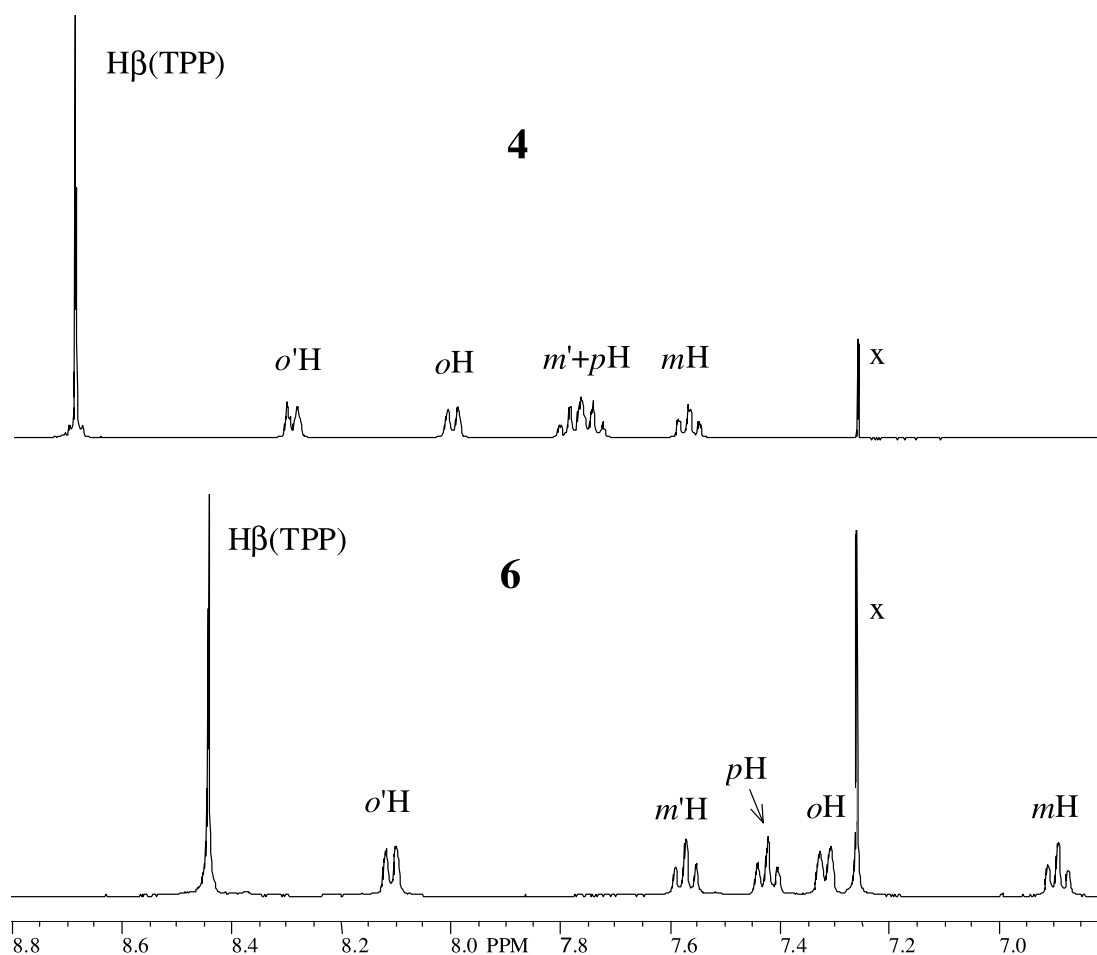 Hβ(TPP)
4
o'H
oH
m'+pH
mH
x
Hβ(TPP)
6
x
pH
o'H
m'H
oH
mH
8.8 8.6 8.4 8.2 8.0 PPM 7.8 7.6 7.4 7.2 7.0